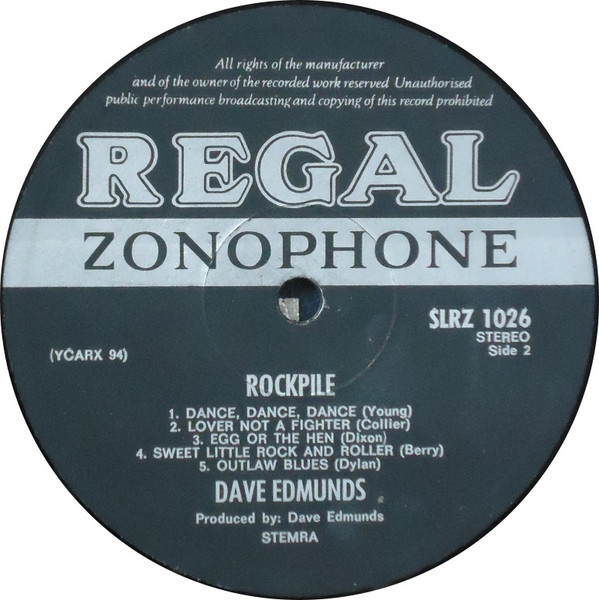 All rights of the manufacturer
and of the owner of the recorded work reserved Unauthorised
public performance broadcasting and copying of this record prohibited
REGAL
ZONOPHONE
SLRZ 1026
STEREO
Side 2
(YCARX 94)
ROCKPILE
1. DANCE, DANCE, DANCE (Young)
2. LOVER NOT A FIGHTER (Collier)
3. EGG OR THE HEN (Dixon)
4. SWEET LITTLE ROCK AND ROLLER (Berry)
5. OUTLAW BLUES (Dylan)
DAVE EDMUNDS
Produced by: Dave Edmunds
STEMRA